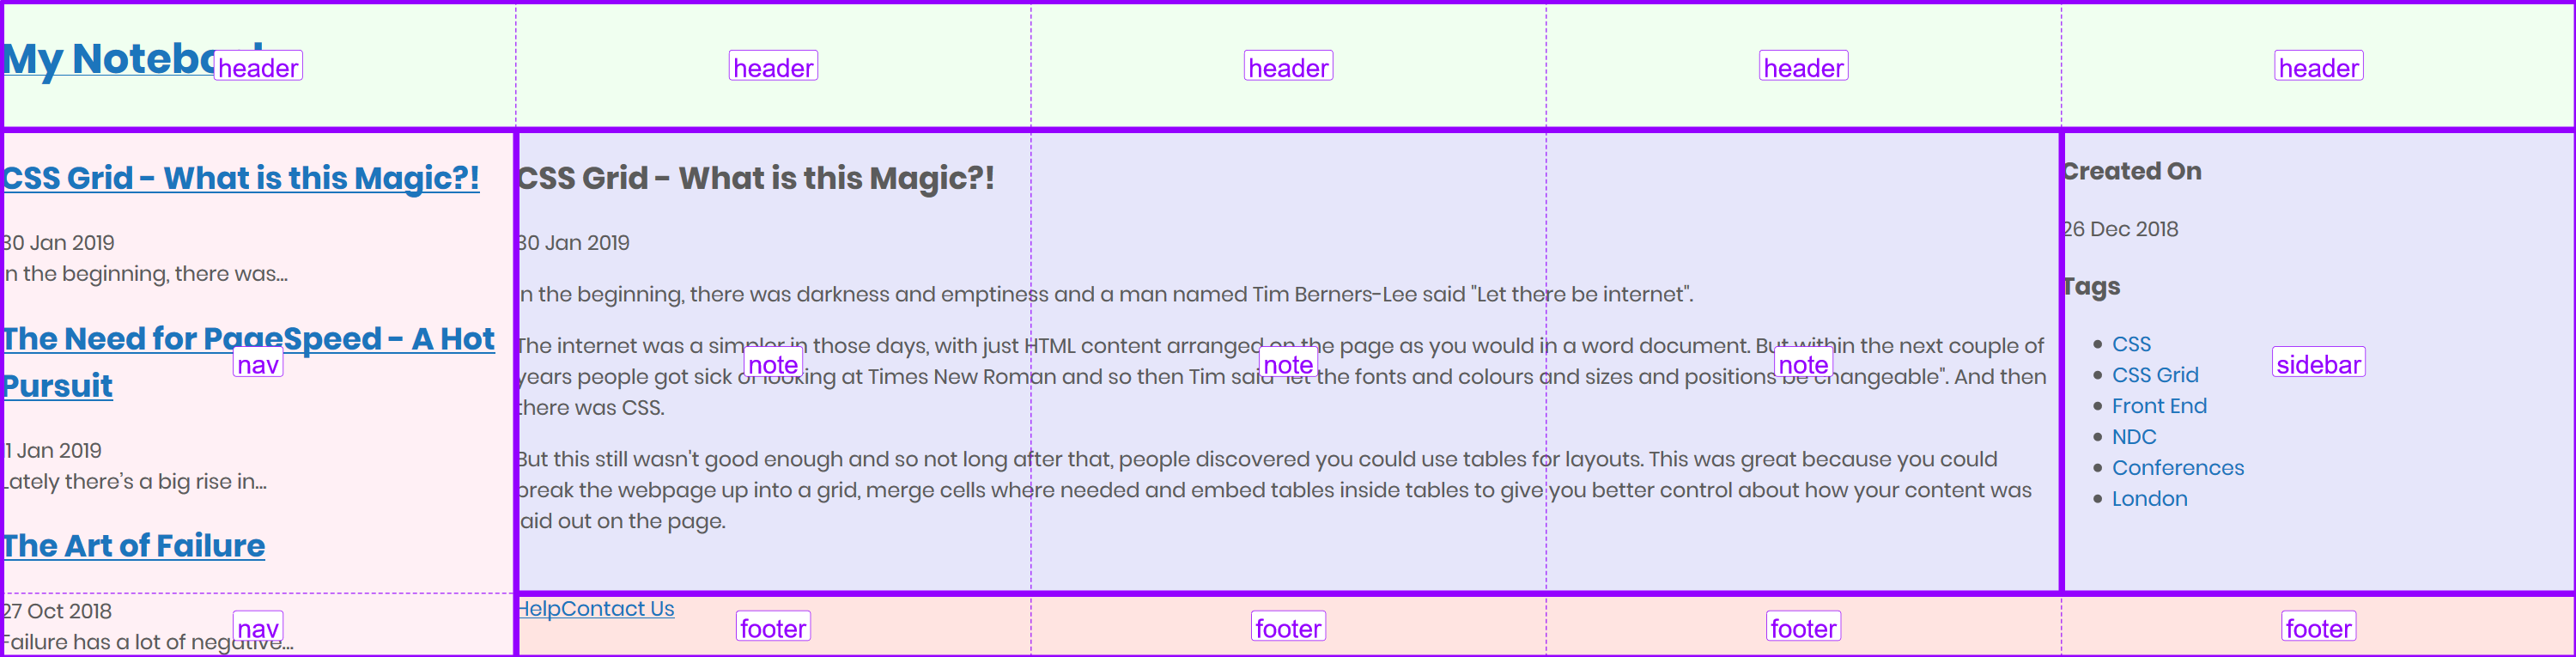 My Notebook
header header header header header
CSS Grid - What is this Magic?!
30 Jan 2019
In the beginning, there was...
The Need for PageSpeed - A Hot
Pursuit
nav
11 Jan 2019
Lately there's a big rise in...
The Art of Failure
27 Oct 2018
Failure has a lot of negative...
nav
CSS Grid - What is this Magic?!
30 Jan 2019
In the beginning, there was darkness and emptiness and a man named Tim Berners-Lee said "Let there be internet".
The internet was a simpler in those days, with just HTML content arranged on the page as you would in a word document. But within the next couple of
years people got sick of looking at Times New Roman and so then Tim said "let the fonts and colours and sizes and positions be changeable". And then
there was CSS.
note note note
But this still wasn't good enough and so not long after that, people discovered you could use tables for layouts. This was great because you could
break the webpage up into a grid, merge cells where needed and embed tables inside tables to give you better control about how your content was
laid out on the page.
Created On
26 Dec 2018
Tags
CSS
CSS Grid
Front End
NDC
Conferences
London
sidebar
HelpContact Us
footer footer footer footer